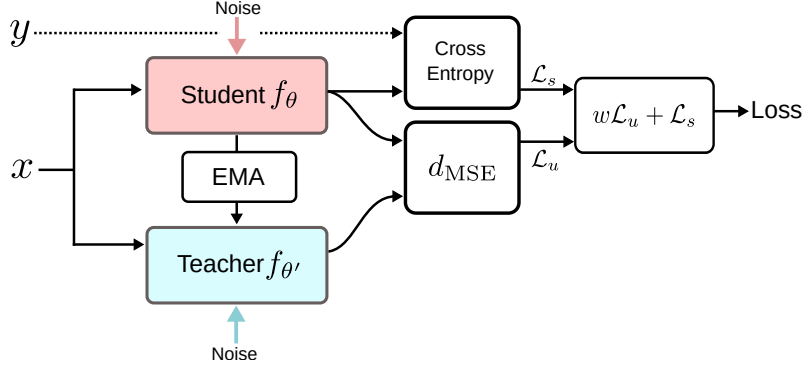 Noise
y
Cross
Entropy
Student f_θ
ℒ_s
wℒ_u + ℒ_s
Loss
x
EMA
d_MSE
ℒ_u
Teacher f_θ′
Noise